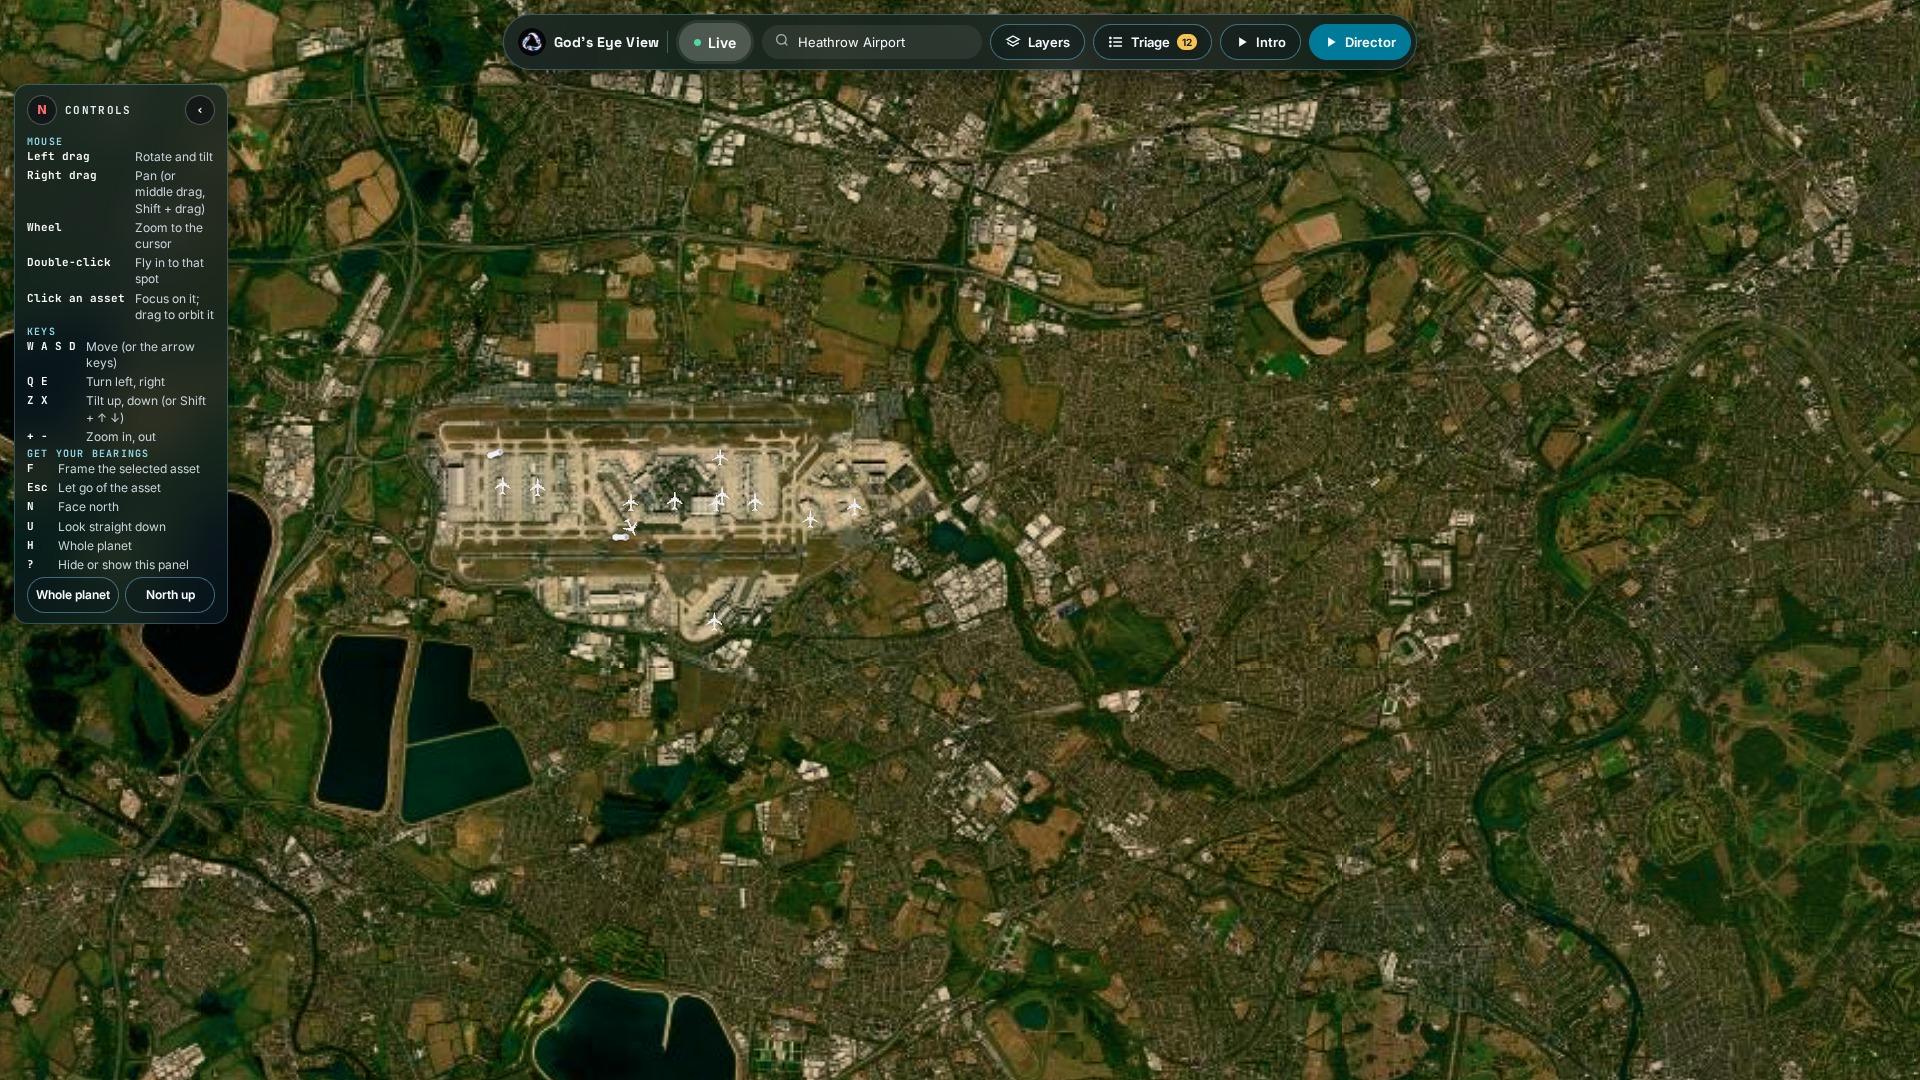 God's Eye View
Live
Heathrow Airport
Layers
Triage 12
Intro
Director
N CONTROLS
MOUSE
Left drag Rotate and tilt
Right drag Pan (or
middle drag,
Shift + drag)
Wheel Zoom to the
cursor
Double-click Fly in to that
spot
Click an asset Focus on it;
drag to orbit it
KEYS
W A S D Move (or the arrow
keys)
Q E Turn left, right
Z X Tilt up, down (or Shift
+ ↑ ↓)
+ - Zoom in, out
GET YOUR BEARINGS
F Frame the selected asset
Esc Let go of the asset
N Face north
U Look straight down
H Whole planet
? Hide or show this panel
Whole planet North up